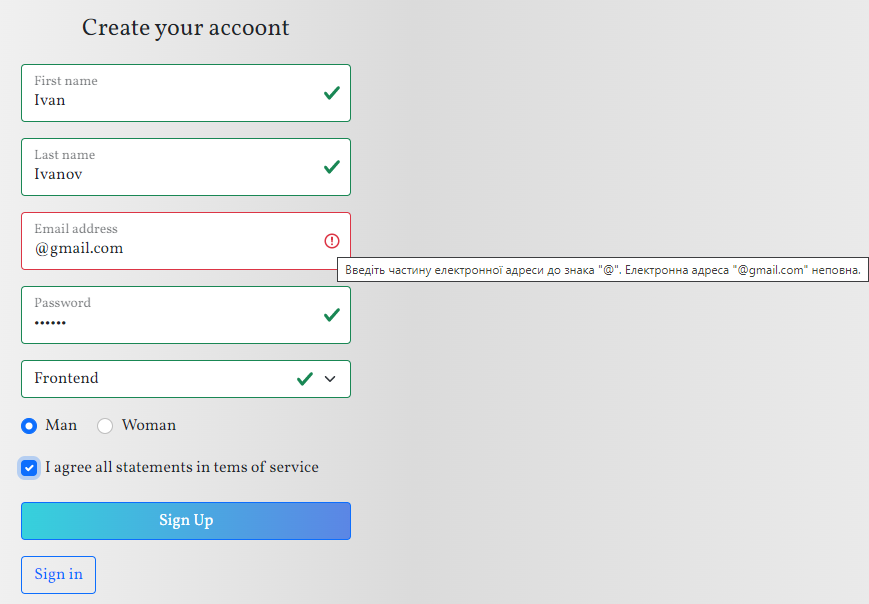 Create your accoont
First name
Ivan
Last name
Ivanov
Email address
@gmail.com
Введіть частину електронної адреси до знака "@". Електронна адреса "@gmail.com" неповна.
Password
••••••
Frontend
Man Woman
I agree all statements in tems of service
Sign Up
Sign in